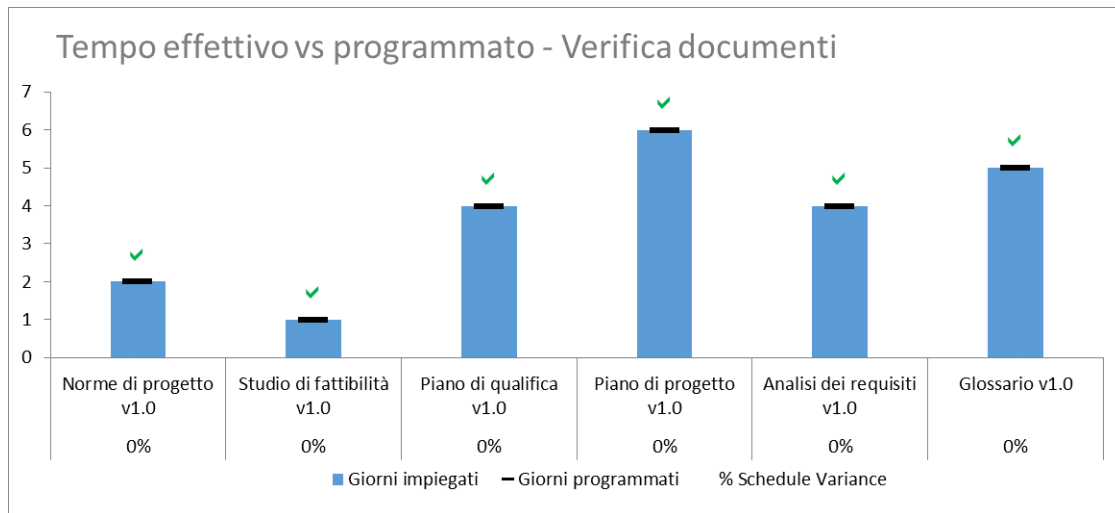 Tempo effettivo vs programmato - Verifica documenti
7
6
5
4
3
2
1
0
Norme di progetto v1.0
Studio di fattibilità v1.0
Piano di qualifica v1.0
Piano di progetto v1.0
Analisi dei requisiti v1.0
Glossario v1.0
0% 0% 0% 0% 0% 0%
Giorni impiegati Giorni programmati % Schedule Variance